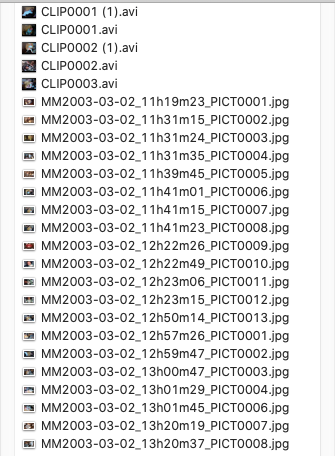 CLIP0001 (1).avi
CLIP0001.avi
CLIP0002 (1).avi
CLIP0002.avi
CLIP0003.avi
MM2003-03-02_11h19m23_PICT0001.jpg
MM2003-03-02_11h31m15_PICT0002.jpg
MM2003-03-02_11h31m24_PICT0003.jpg
MM2003-03-02_11h31m35_PICT0004.jpg
MM2003-03-02_11h39m45_PICT0005.jpg
MM2003-03-02_11h41m01_PICT0006.jpg
MM2003-03-02_11h41m15_PICT0007.jpg
MM2003-03-02_11h41m23_PICT0008.jpg
MM2003-03-02_12h22m26_PICT0009.jpg
MM2003-03-02_12h22m49_PICT0010.jpg
MM2003-03-02_12h23m06_PICT0011.jpg
MM2003-03-02_12h23m15_PICT0012.jpg
MM2003-03-02_12h50m14_PICT0013.jpg
MM2003-03-02_12h57m26_PICT0001.jpg
MM2003-03-02_12h59m47_PICT0002.jpg
MM2003-03-02_13h00m47_PICT0003.jpg
MM2003-03-02_13h01m29_PICT0004.jpg
MM2003-03-02_13h01m45_PICT0006.jpg
MM2003-03-02_13h20m19_PICT0007.jpg
MM2003-03-02_13h20m37_PICT0008.jpg